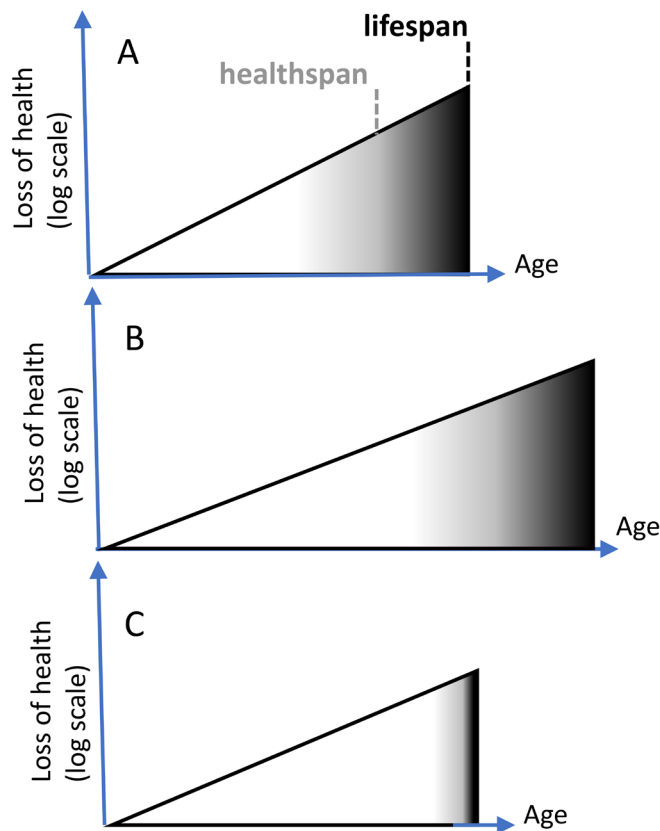 A
lifespan
healthspan
Loss of health
(log scale)
Age
B
Loss of health
(log scale)
Age
C
Loss of health
(log scale)
Age